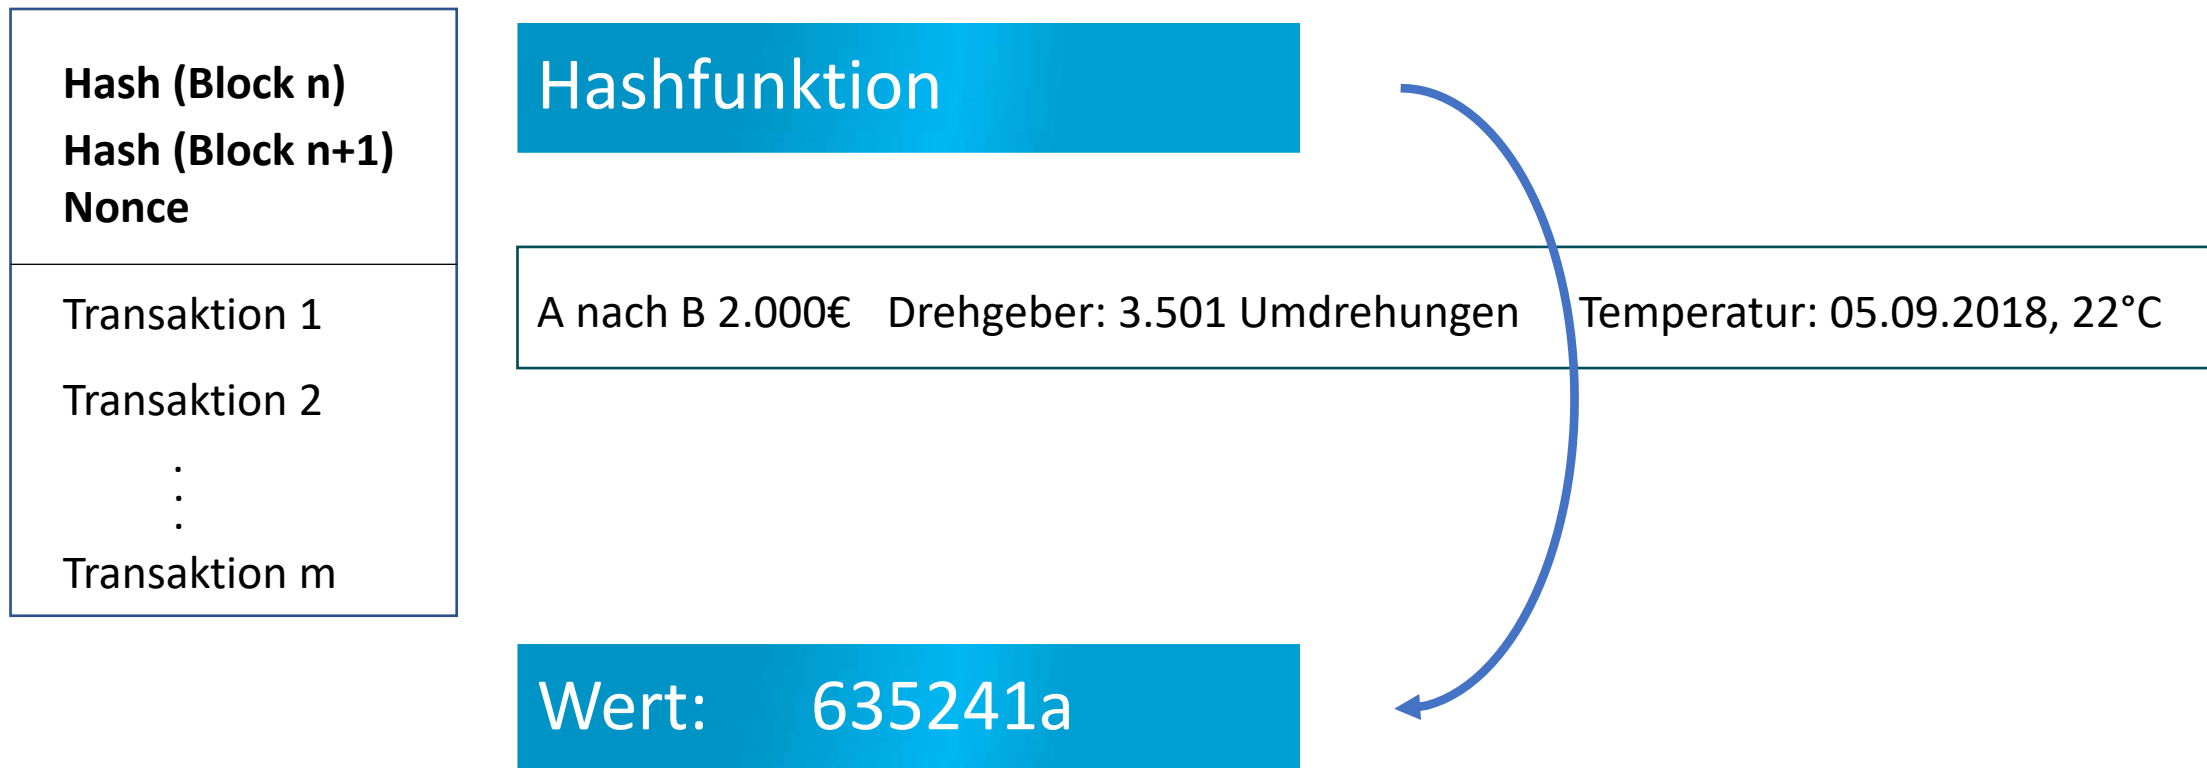 Hash (Block n)
Hash (Block n+1)
Nonce
Transaktion 1
Transaktion 2
.
.
.
Transaktion m
Hashfunktion
A nach B 2.000€ Drehgeber: 3.501 Umdrehungen Temperatur: 05.09.2018, 22°C
Wert: 635241a